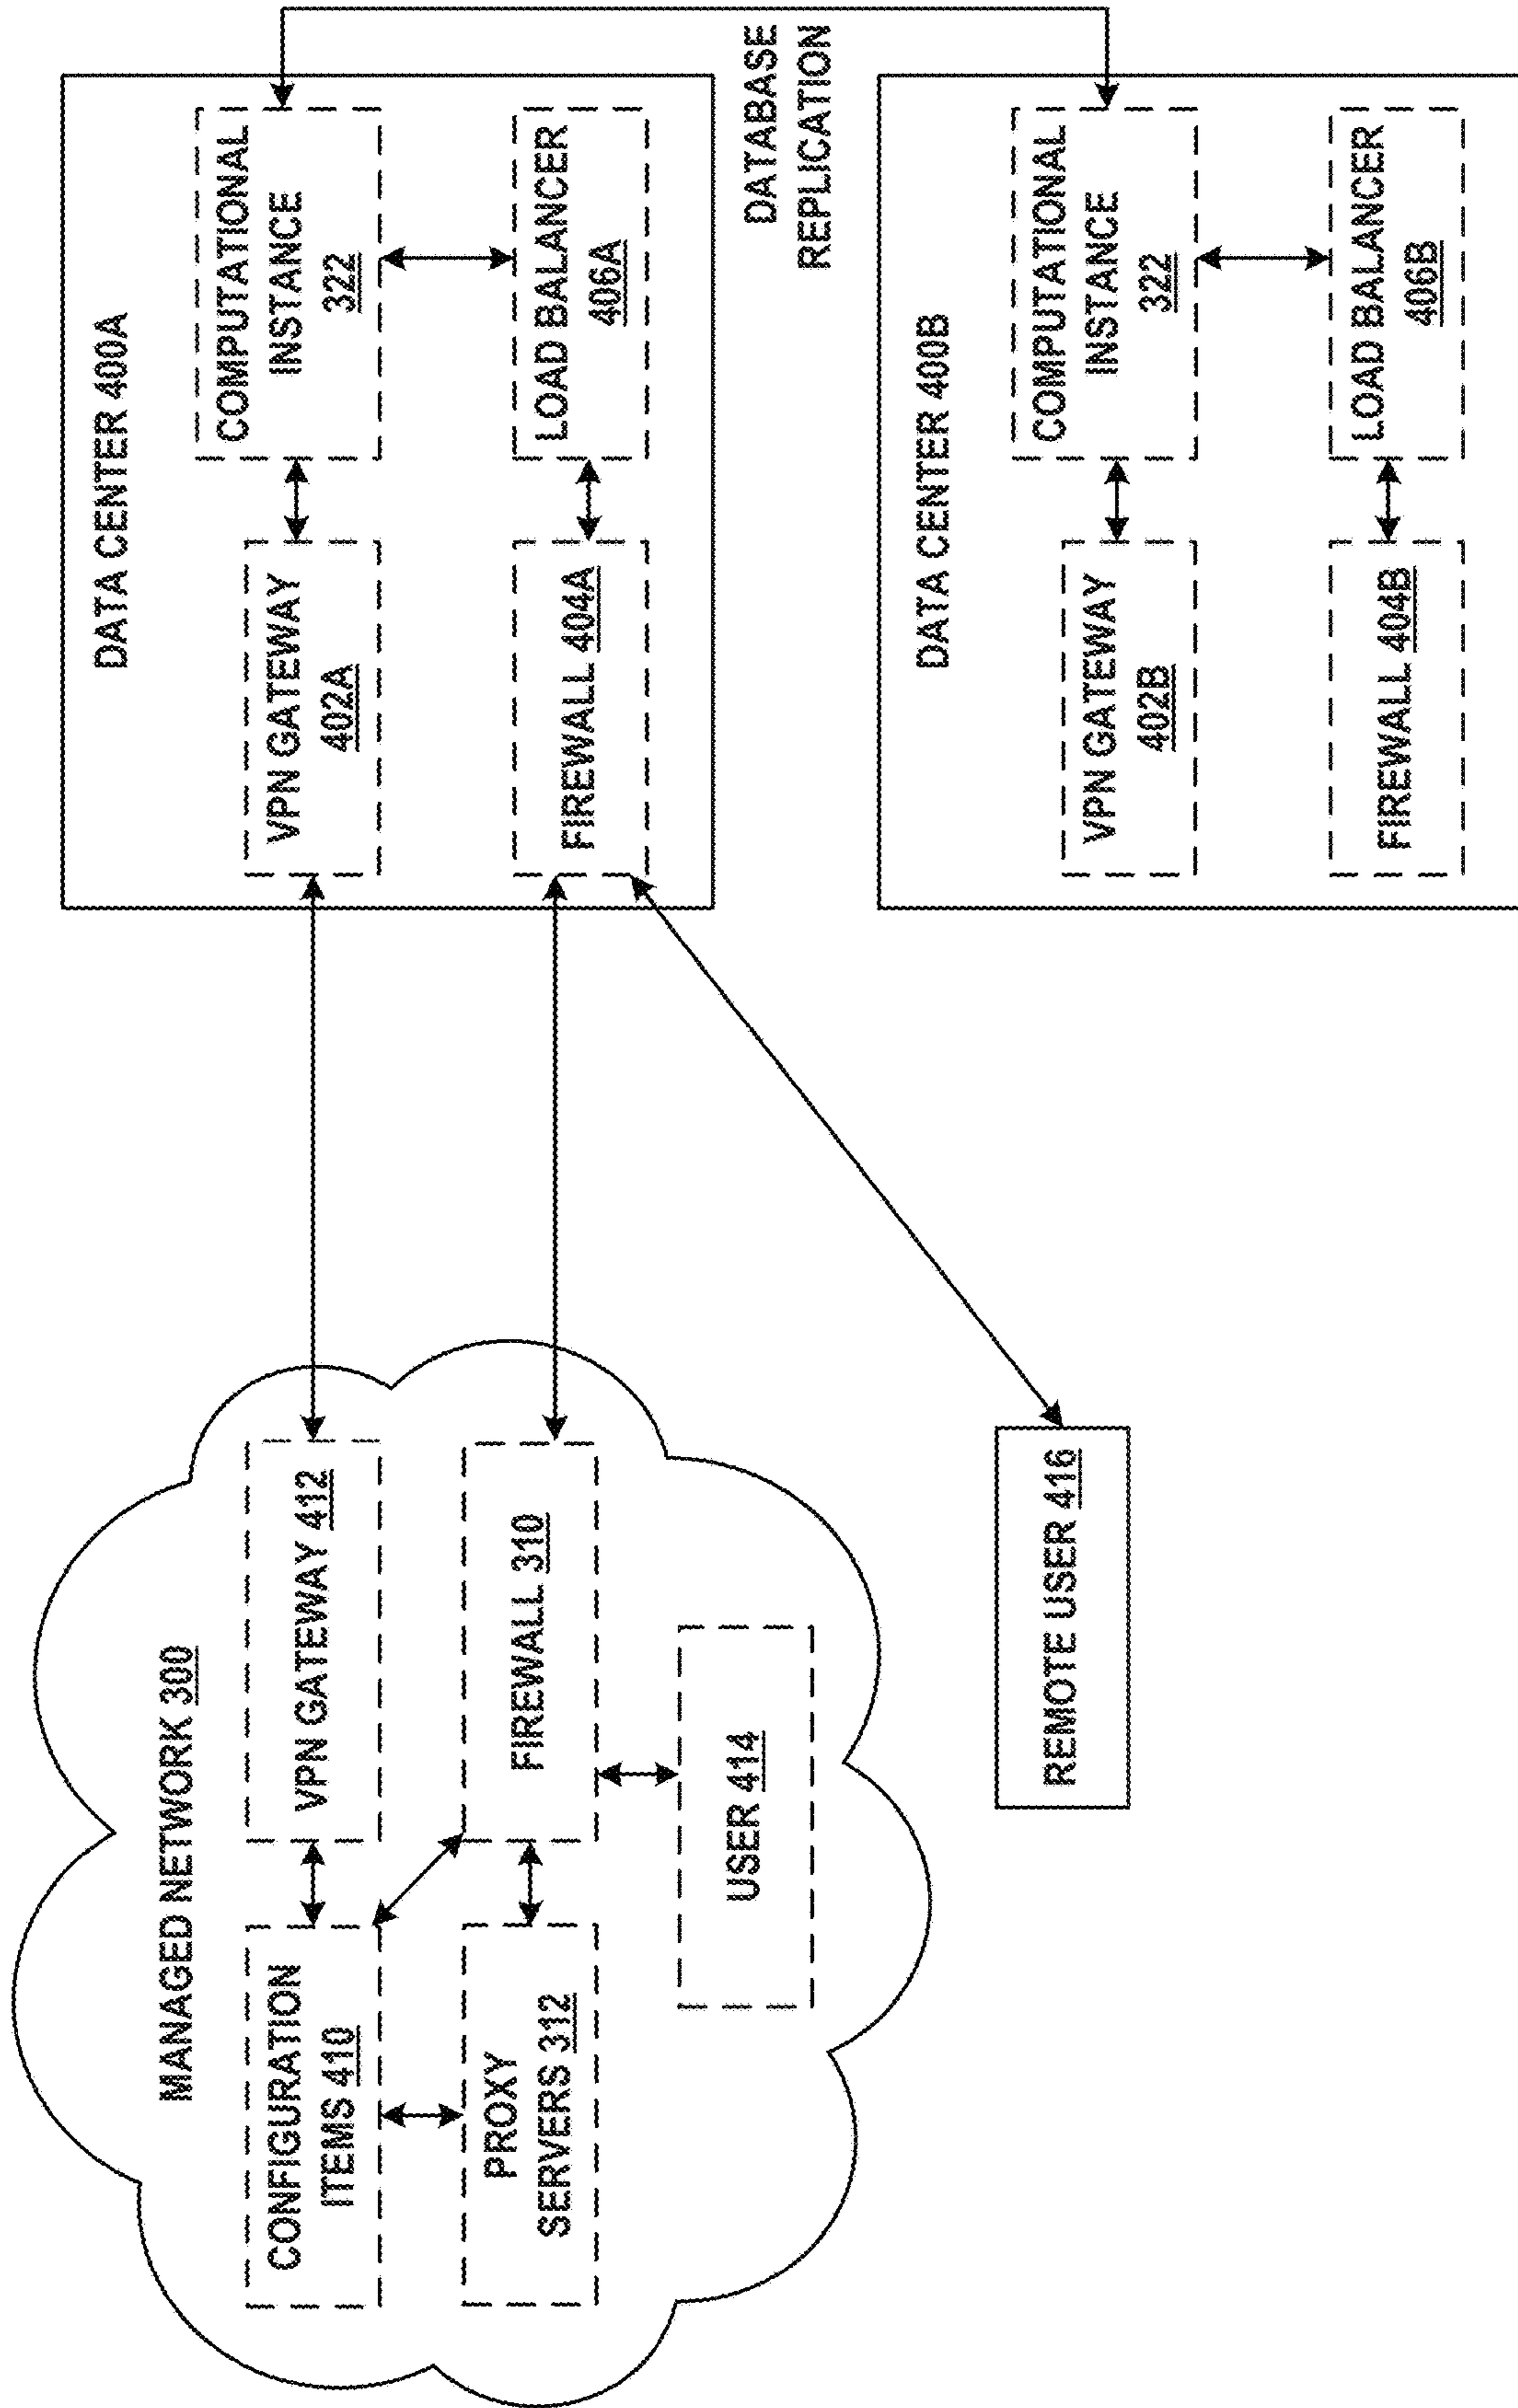 MANAGED NETWORK 300
CONFIGURATION
ITEMS 410
VPN GATEWAY 412
PROXY
SERVERS 312
FIREWALL 310
USER 414
REMOTE USER 416
DATA CENTER 400A
VPN GATEWAY
402A
COMPUTATIONAL
INSTANCE
322
FIREWALL 404A
LOAD BALANCER
406A
DATABASE
REPLICATION
DATA CENTER 400B
VPN GATEWAY
402B
COMPUTATIONAL
INSTANCE
322
FIREWALL 404B
LOAD BALANCER
406B